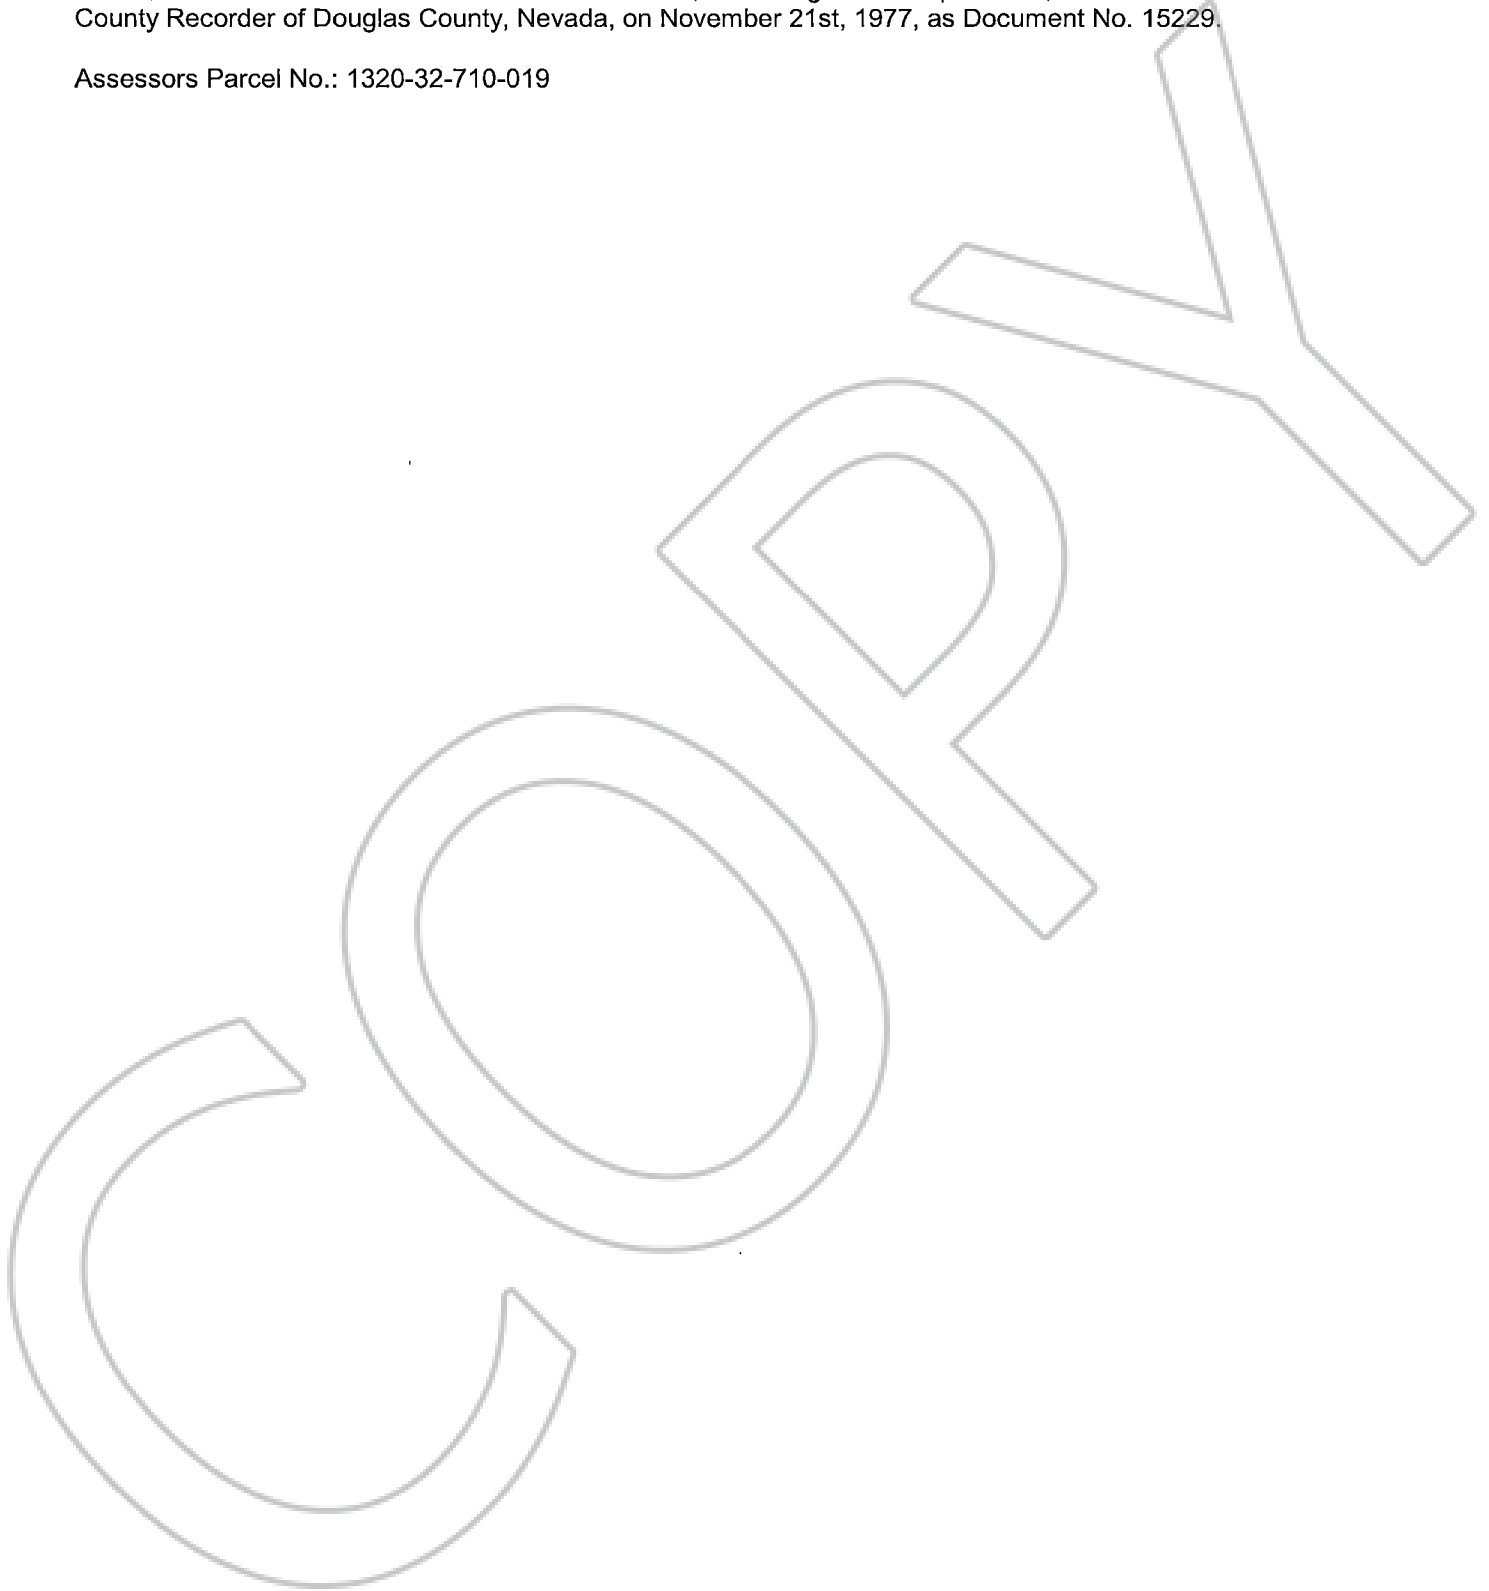 County Recorder of Douglas County, Nevada, on November 21st, 1977, as Document No. 15229.
Assessors Parcel No.: 1320-32-710-019
COPY